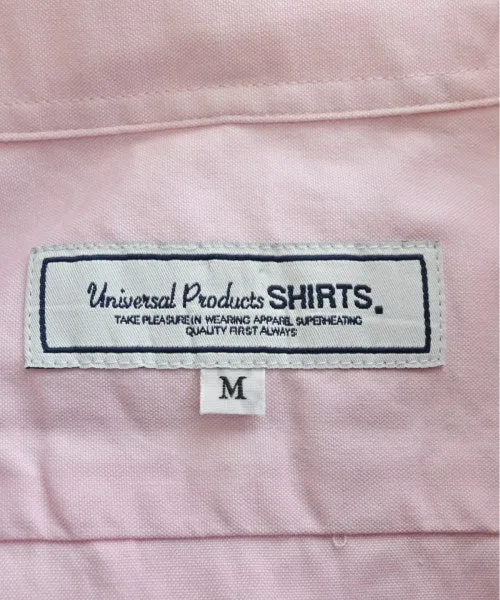 Universal Products SHIRTS.
TAKE PLEASURE IN WEARING APPAREL SUPERHEATING
QUALITY FIRST ALWAYS
M